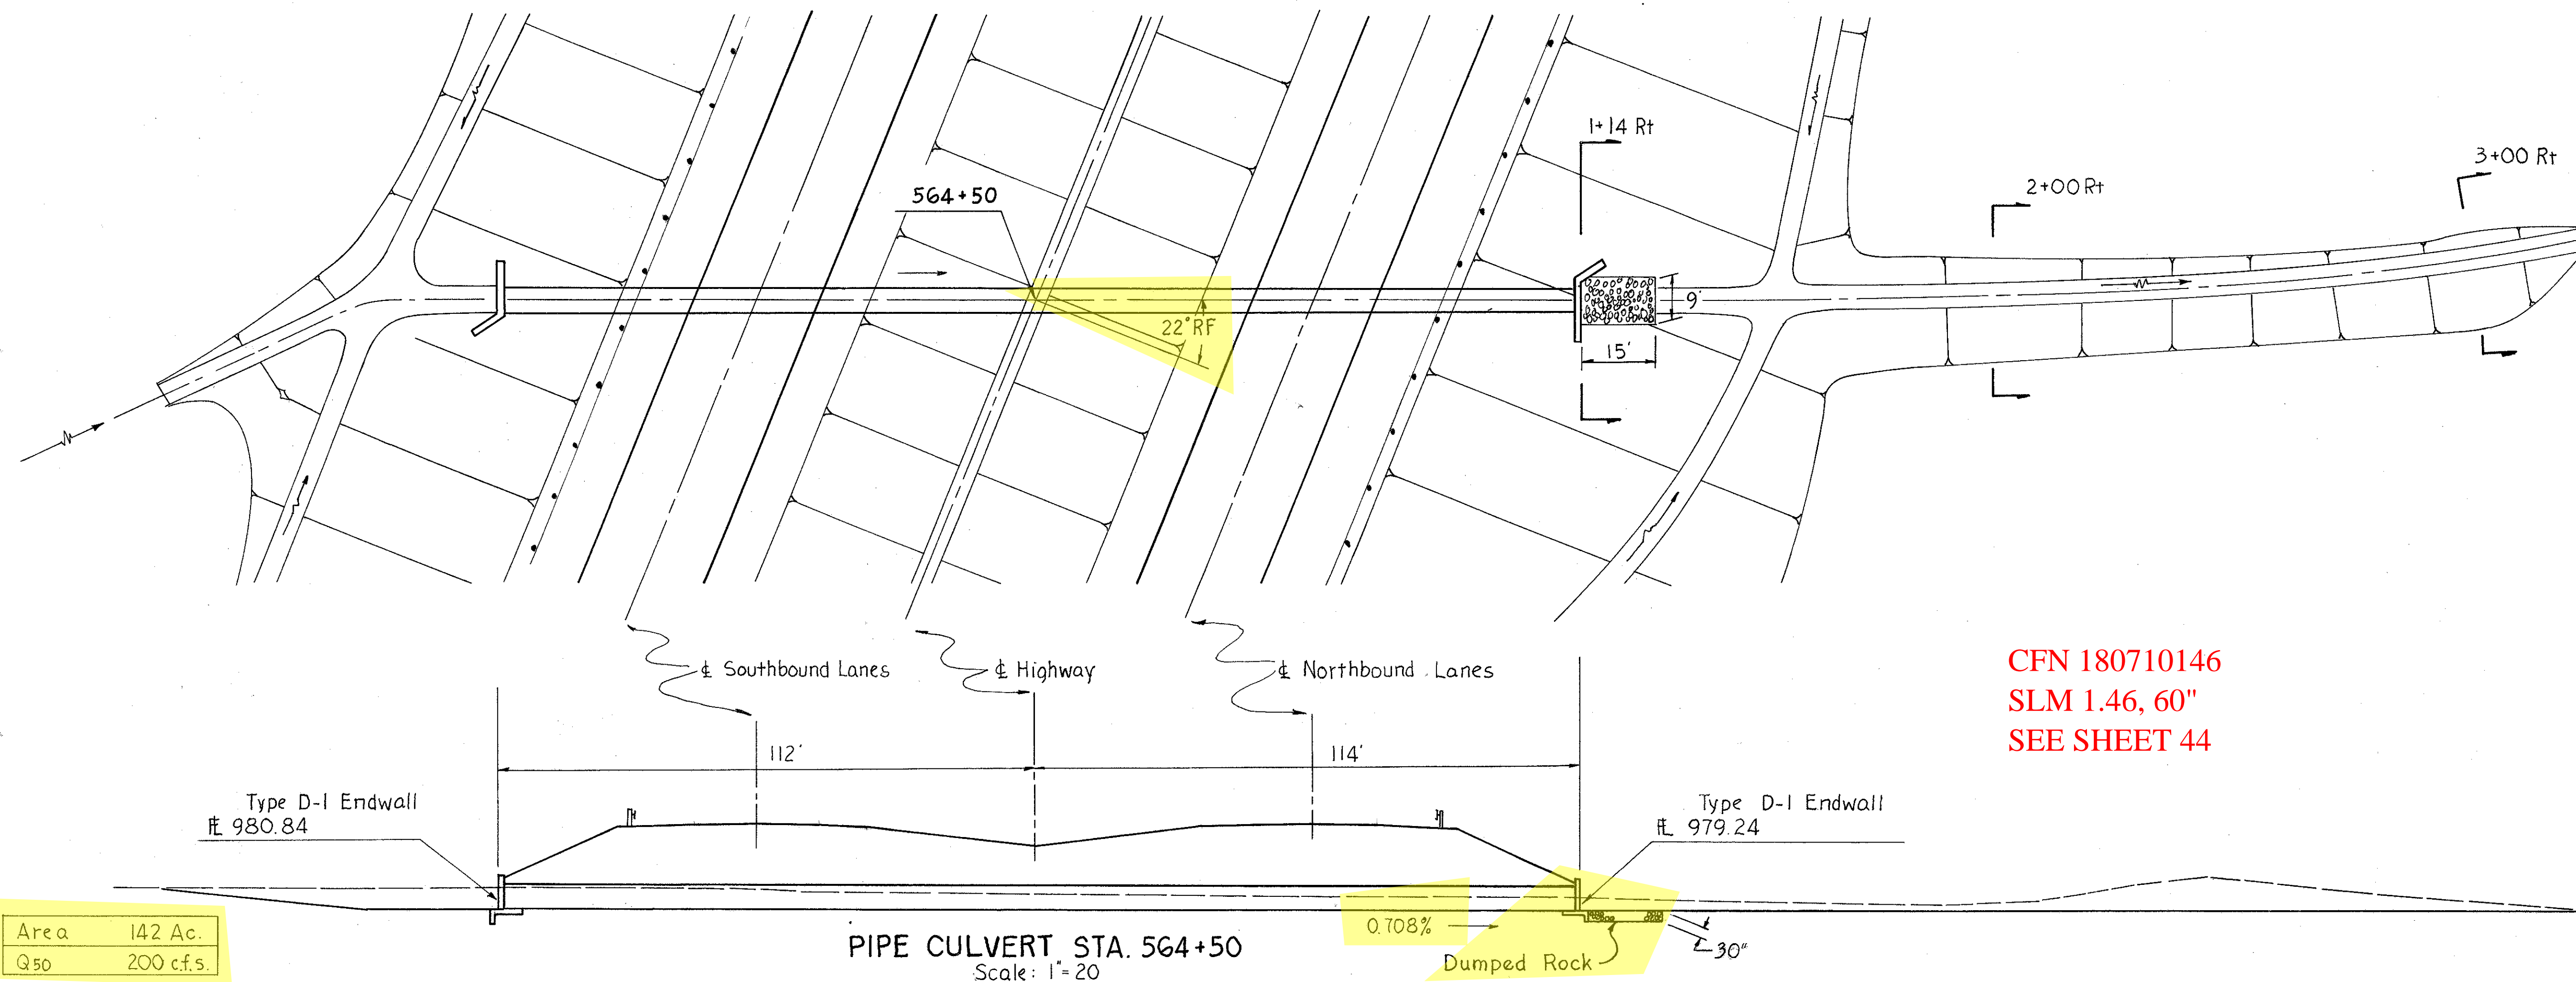 1+14 Rt
3+00 Rt
2+00 Rt
564+50
22° RF
9'
15'
℄ Southbound Lanes
℄ Highway
℄ Northbound Lanes
CFN 180710146
SLM 1.46, 60"
SEE SHEET 44
112'
114'
Type D-1 Endwall
FL 980.84
Type D-1 Endwall
FL 979.24
Area 142 Ac.
Q50 200 c.f.s.
0.708%
30"
Dumped Rock
PIPE CULVERT STA. 564+50
Scale: 1"=20